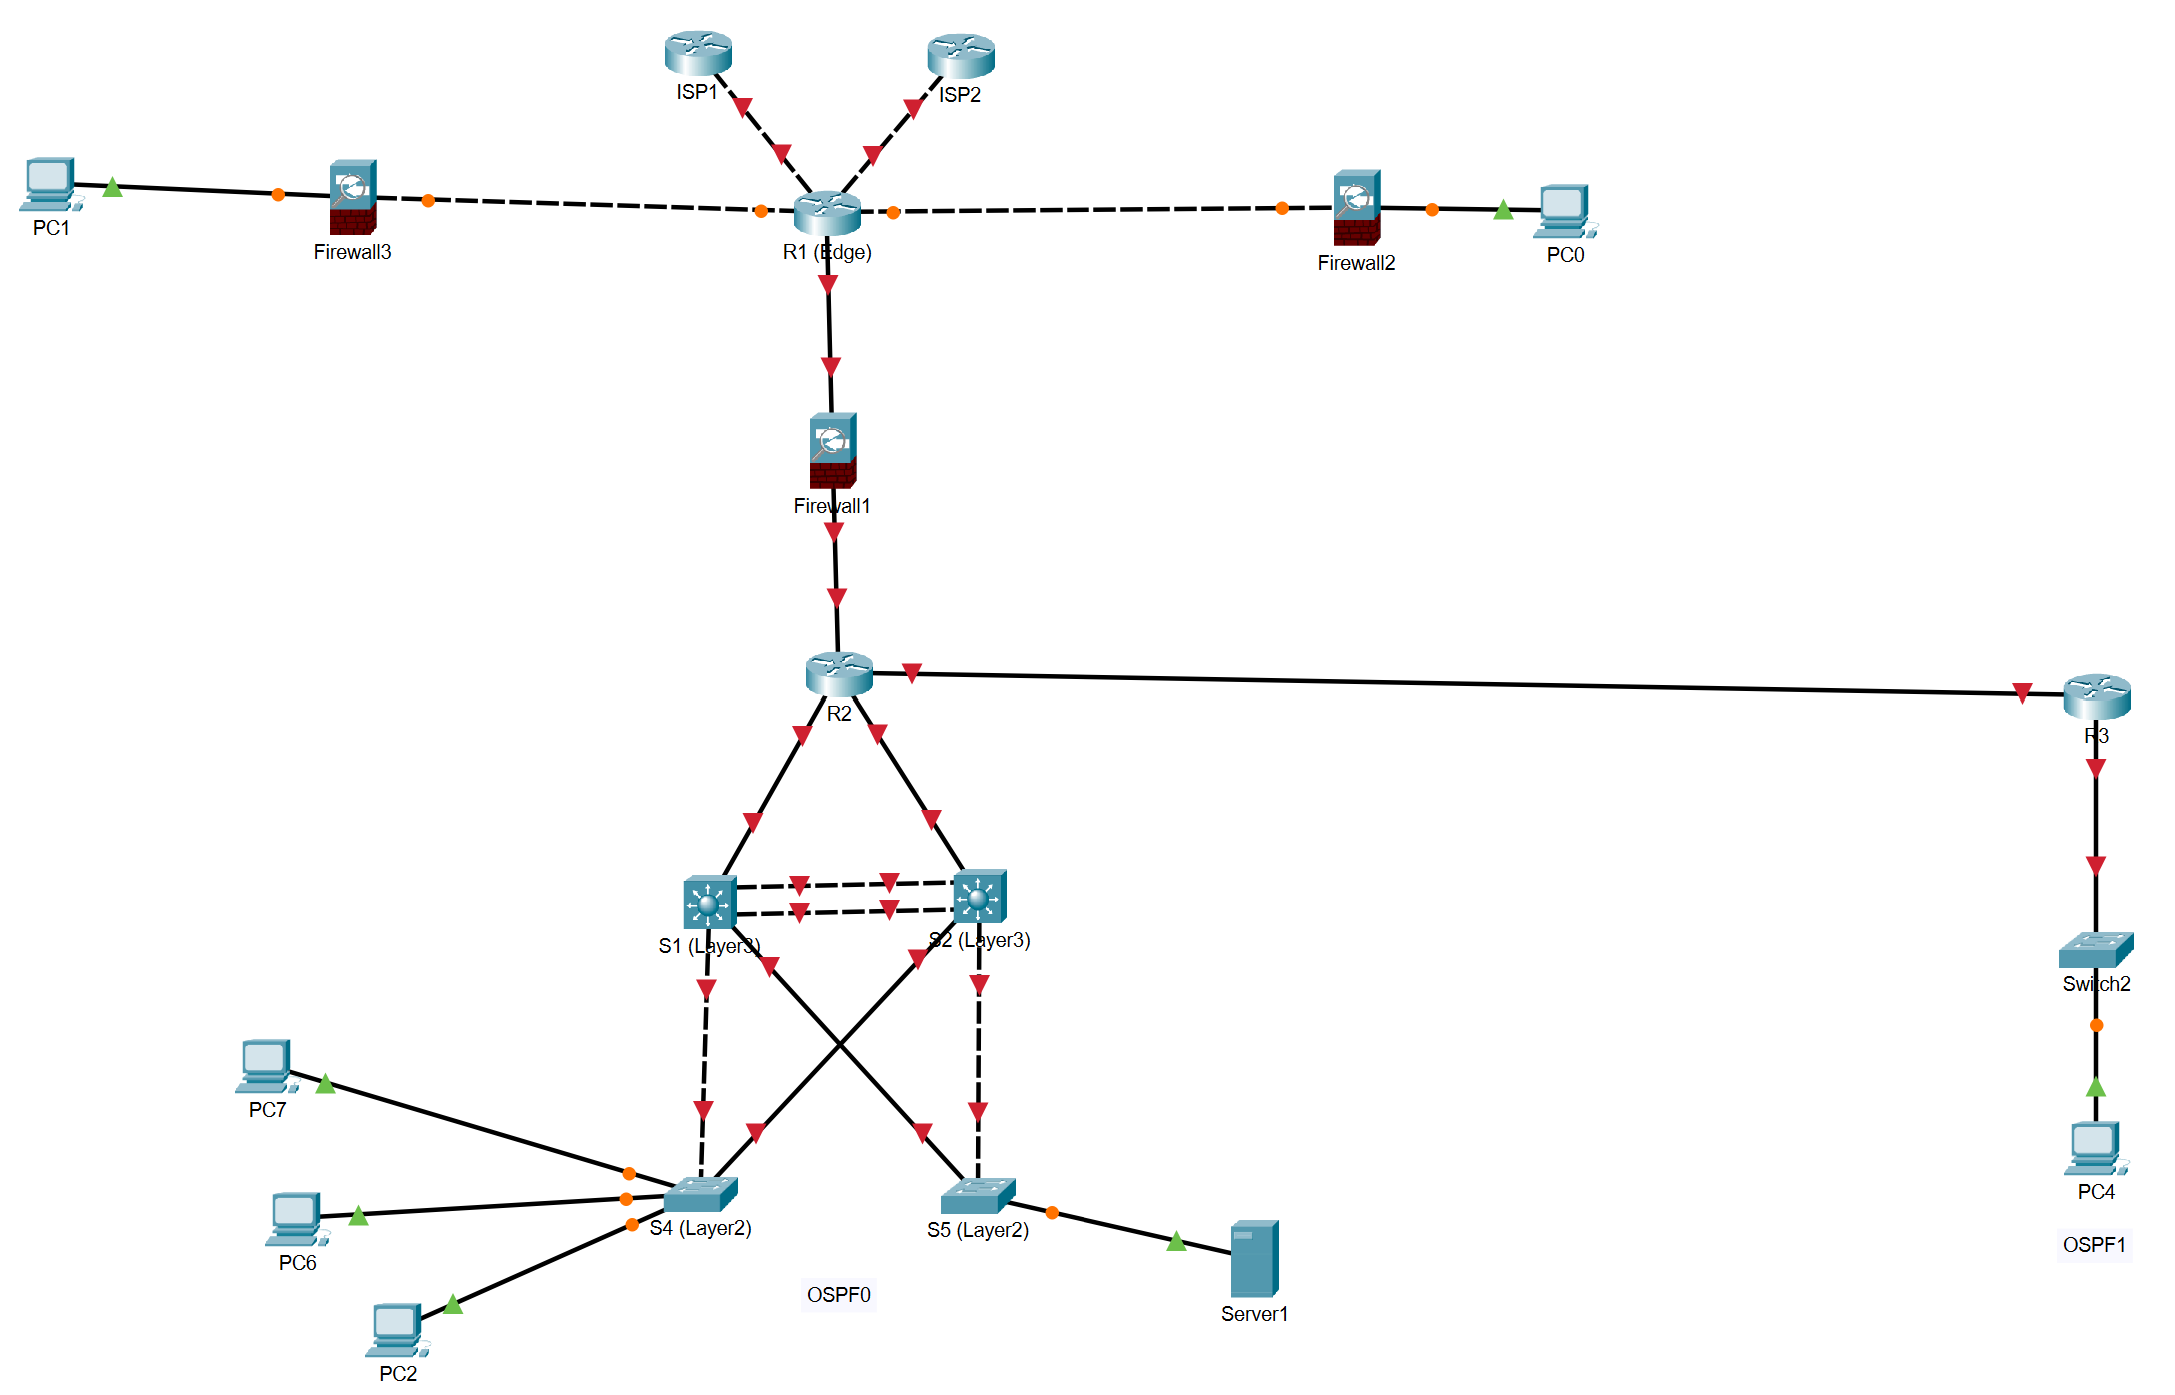 ISP1
ISP2
PC1
Firewall3
R1 (Edge)
Firewall2
PC0
Firewall1
R2
R3
S1 (Layer3)
S2 (Layer3)
Switch2
PC7
PC6
S4 (Layer2)
S5 (Layer2)
PC4
OSPF1
OSPF0
Server1
PC2